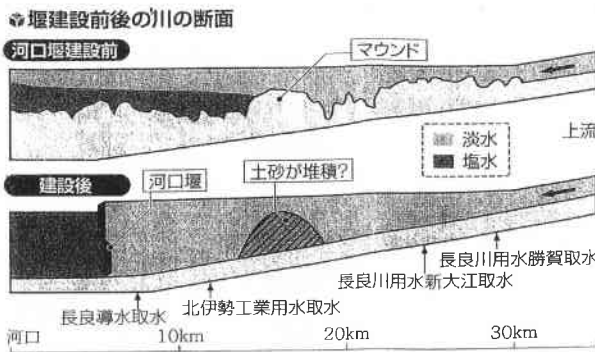 堰建設前後の川の断面
河口堰建設前
マウンド
淡水
塩水
上流
建設後
河口堰
土砂が堆積?
長良川用水勝賀取水
長良川用水新大江取水
北伊勢工業用水取水
長良導水取水
河口 10km 20km 30km